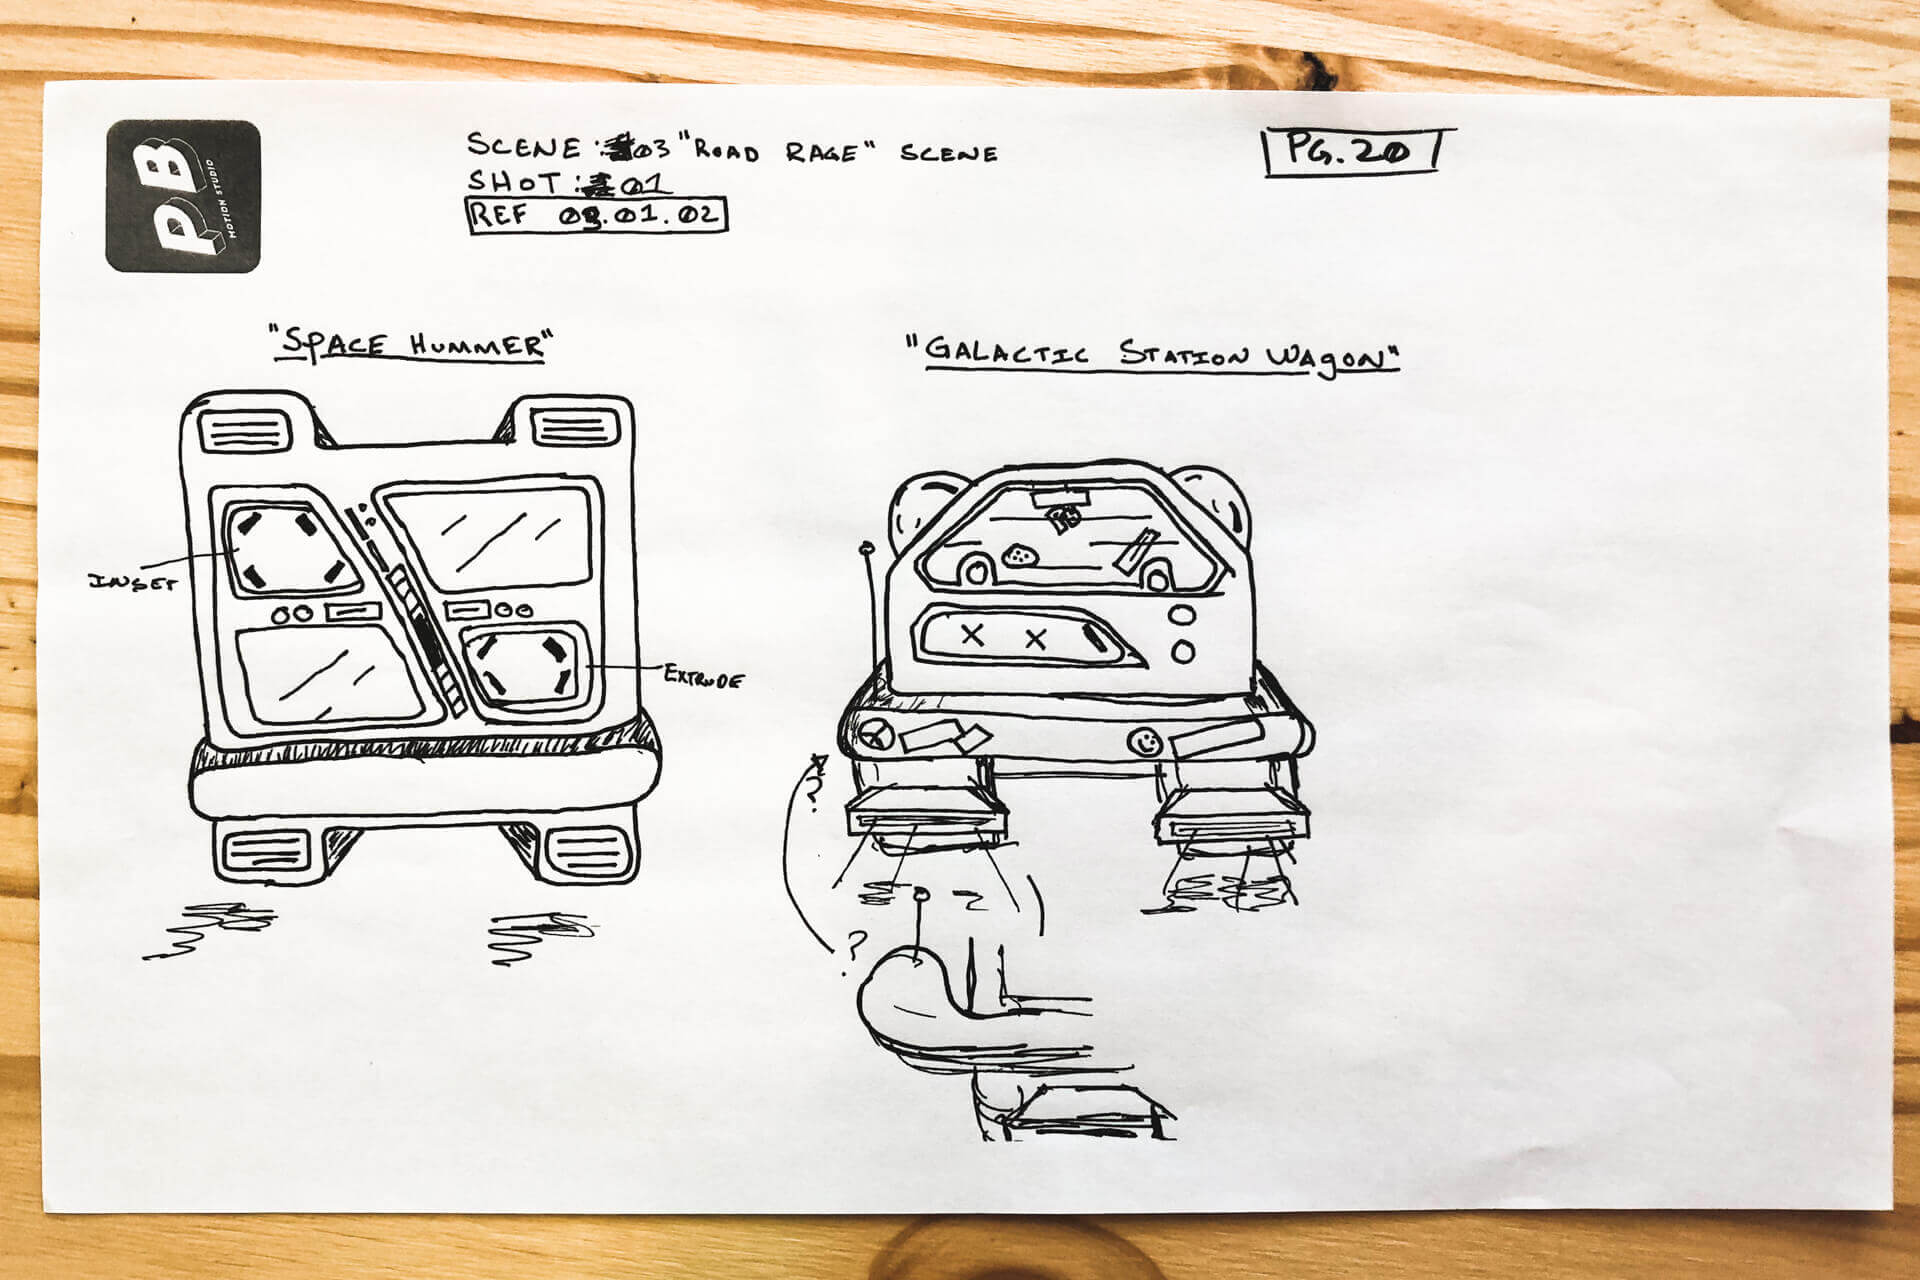 PB
MOTION STUDIO
SCENE: 03 "ROAD RAGE" SCENE
SHOT: 01
REF 03.01.02
PG.20
"SPACE HUMMER"
"GALACTIC STATION WAGON"
INSET
EXTRUDE
?
?